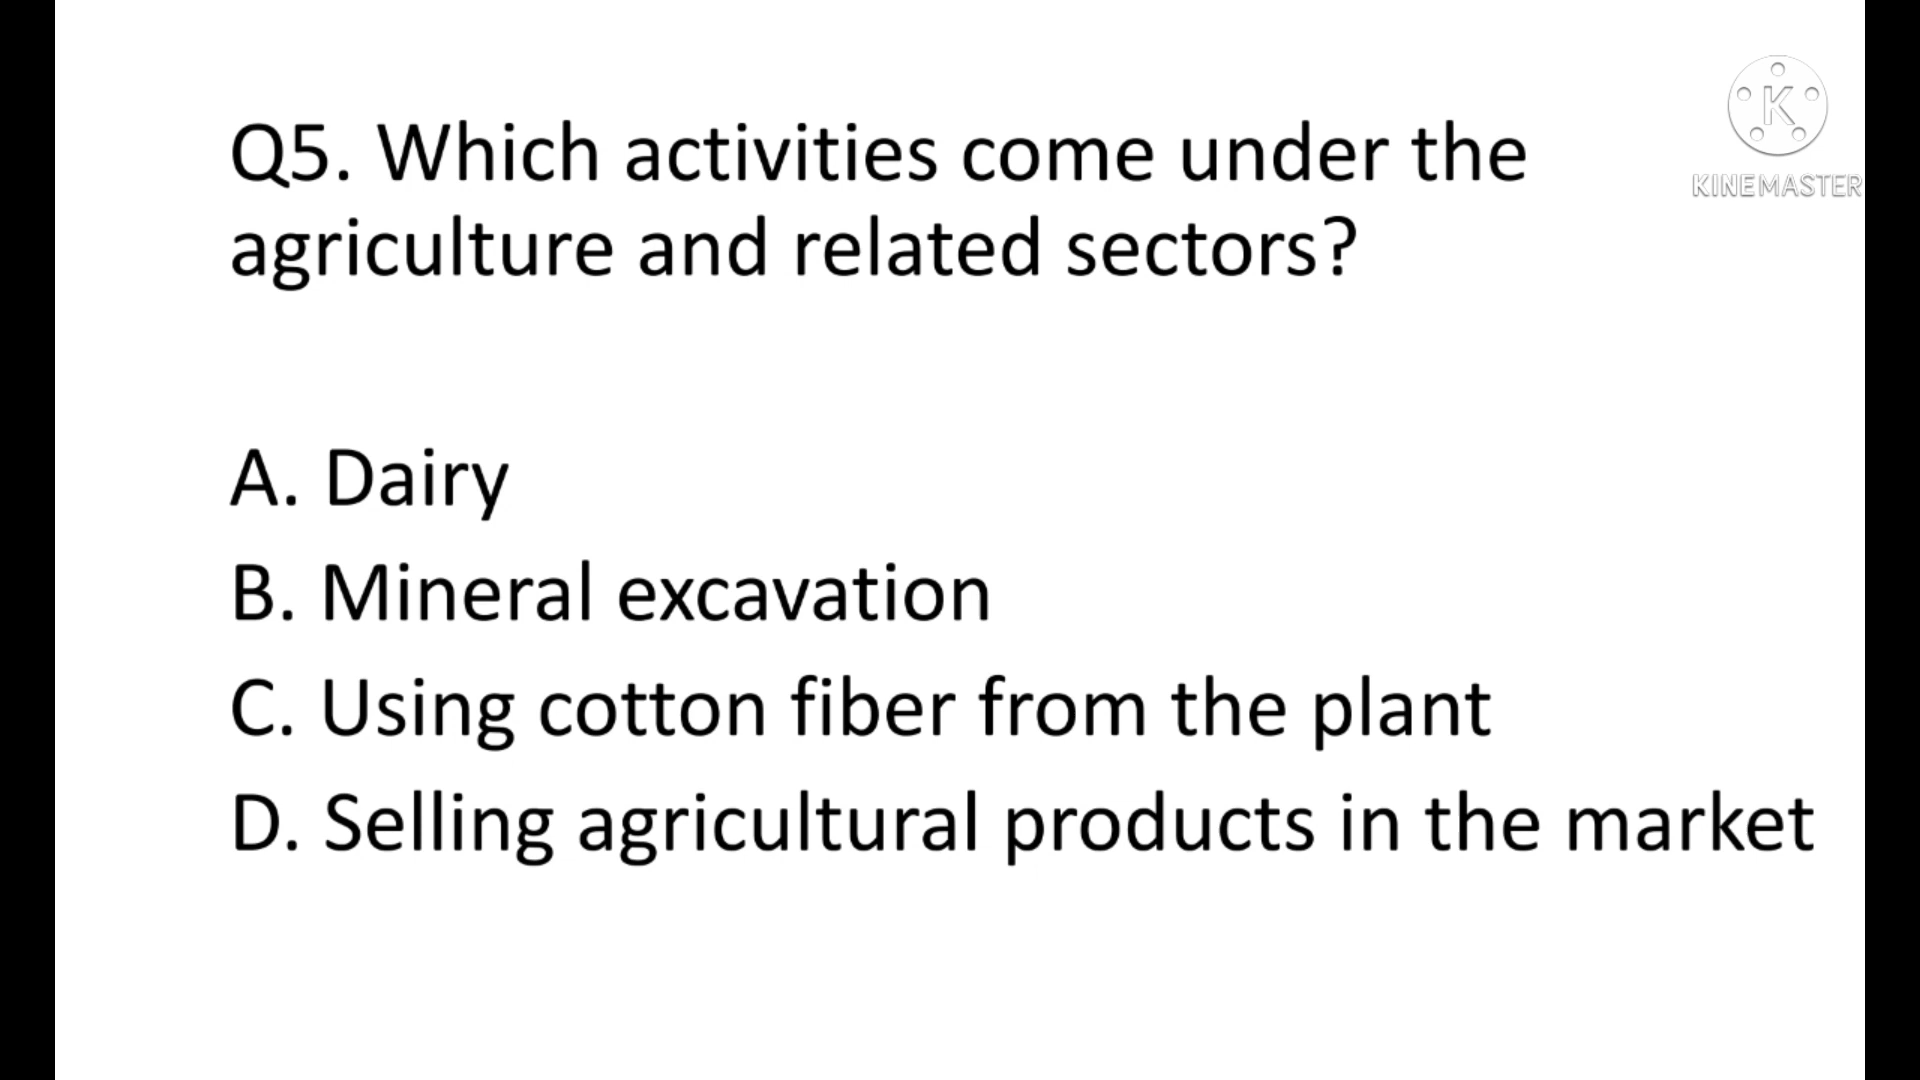 Q5. Which activities come under the
agriculture and related sectors?
A. Dairy
B. Mineral excavation
C. Using cotton fiber from the plant
D. Selling agricultural products in the market
K
KINEMASTER